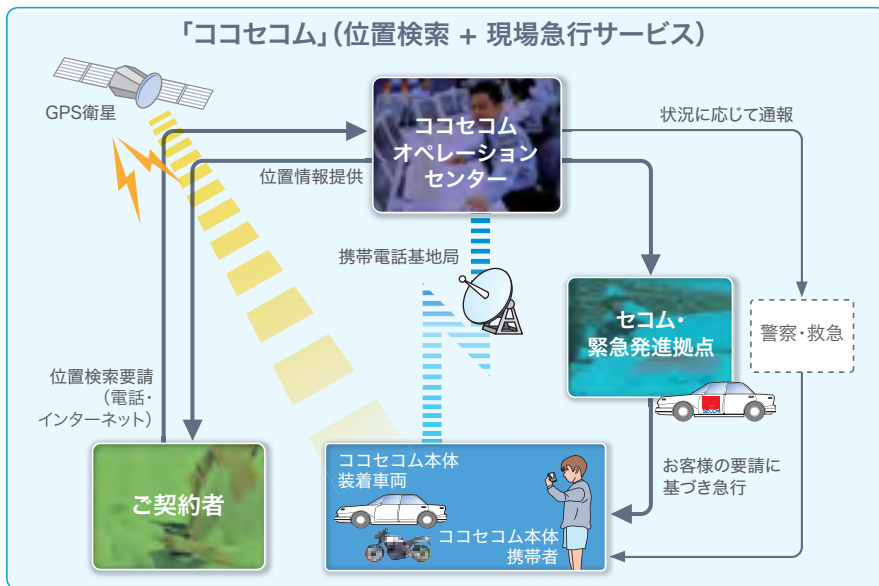 「ココセコム」(位置検索 + 現場急行サービス)
GPS衛星
ココセコム
オペレーション
センター
状況に応じて通報
位置情報提供
携帯電話基地局
セコム・
緊急発進拠点
警察・救急
位置検索要請
(電話・
インターネット)
ご契約者
ココセコム本体
装着車両
ココセコム本体
携帯者
お客様の要請に
基づき急行